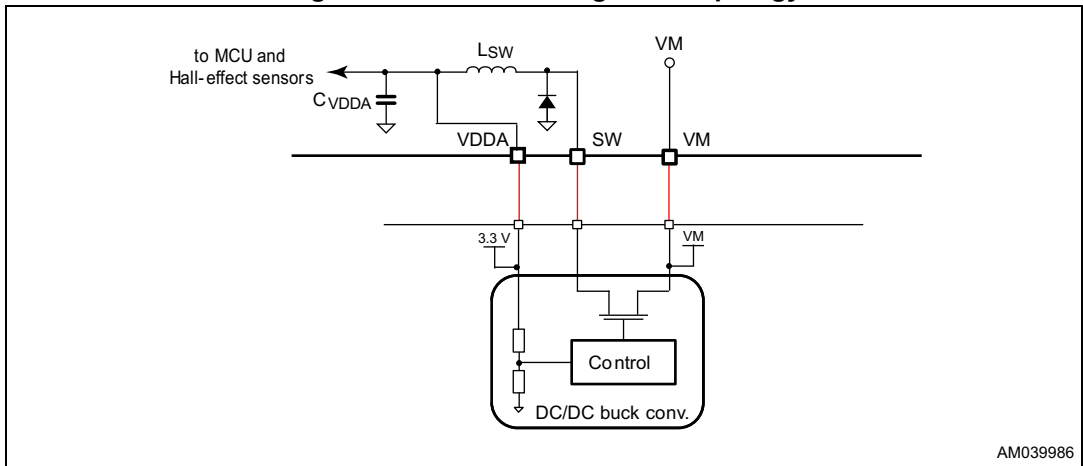 to MCU and
Hall-effect sensors
LSW
VM
CVDDA
VDDA
SW
VM
3.3 V
VM
Control
DC/DC buck conv.
AM039986